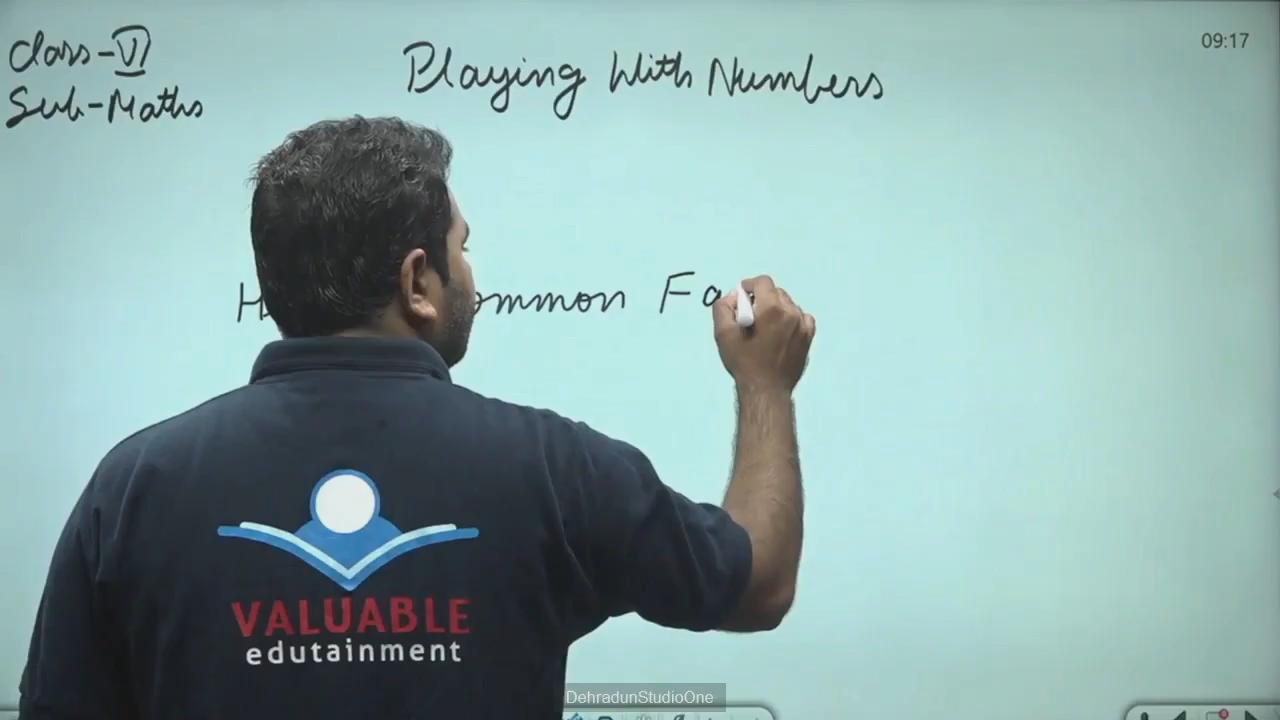 Class-VI
Sub-Maths
Playing With Numbers
09:17
ommon Fa
VALUABLE
edutainment
DehradunStudioOne